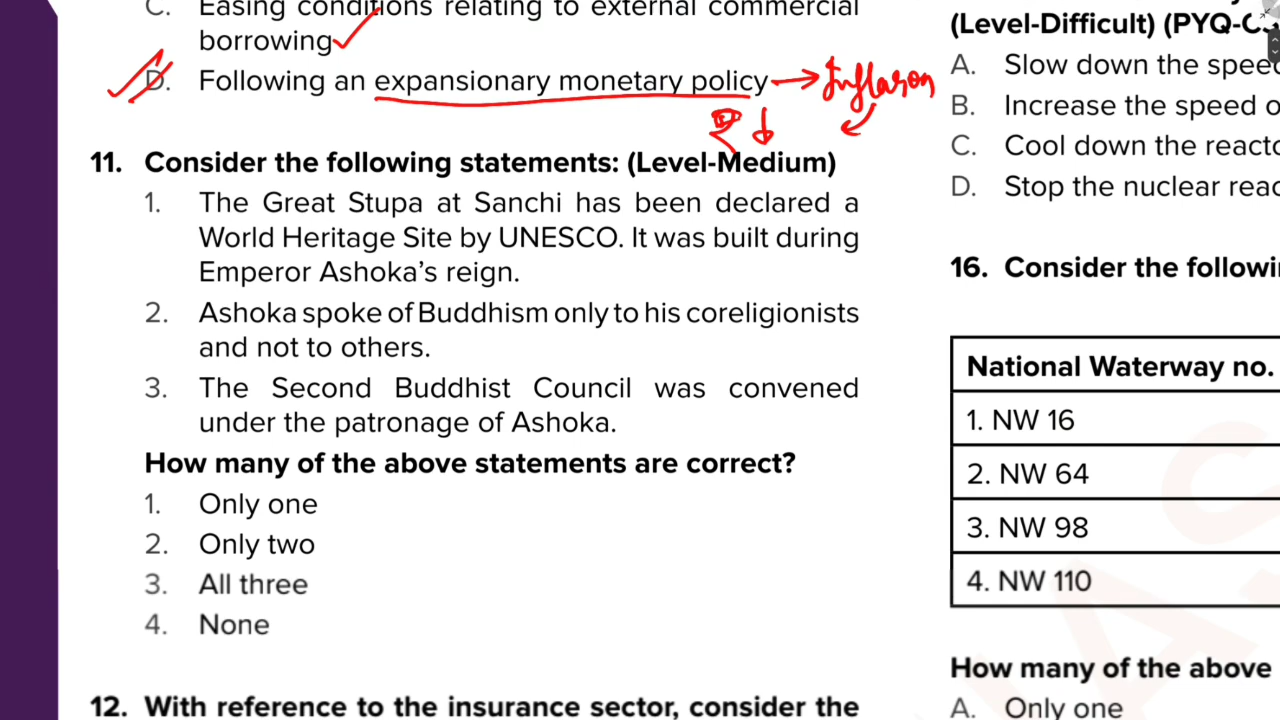 C. Easing conditions relating to external commercial
borrowing
D. Following an expansionary monetary policy
11. Consider the following statements: (Level-Medium)
1. The Great Stupa at Sanchi has been declared a
World Heritage Site by UNESCO. It was built during
Emperor Ashoka's reign.
2. Ashoka spoke of Buddhism only to his coreligionists
and not to others.
3. The Second Buddhist Council was convened
under the patronage of Ashoka.
How many of the above statements are correct?
1. Only one
2. Only two
3. All three
4. None
12. With reference to the insurance sector, consider the
(Level-Difficult) (PYQ-
A. Slow down the
B. Increase the speed
C. Cool down the
D. Stop the nuclear
16. Consider the
National Waterway no.
1. NW 16
2. NW 64
3. NW 98
4. NW 110
How many of the above
A. Only one